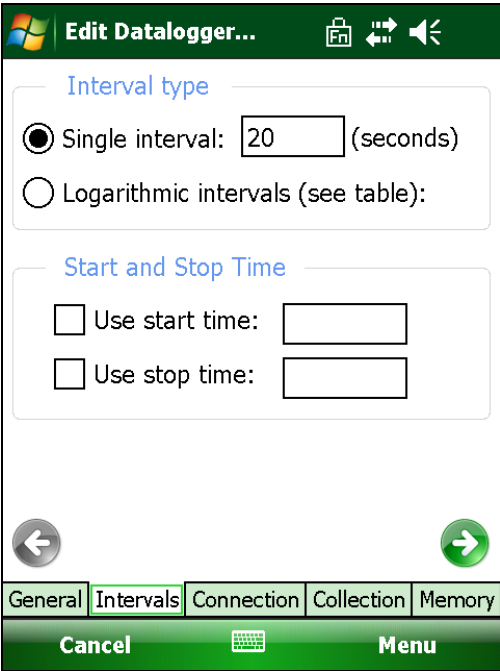 Edit Datalogger... Fn
Interval type
Single interval: 20 (seconds)
Logarithmic intervals (see table):
Start and Stop Time
Use start time:
Use stop time:
General Intervals Connection Collection Memory
Cancel Menu